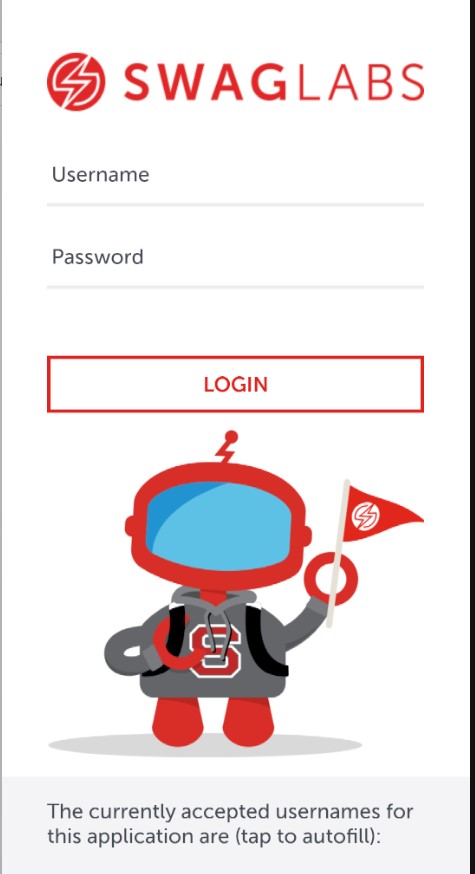 SWAGLABS
Username
Password
LOGIN
S
The currently accepted usernames for
this application are (tap to autofill):